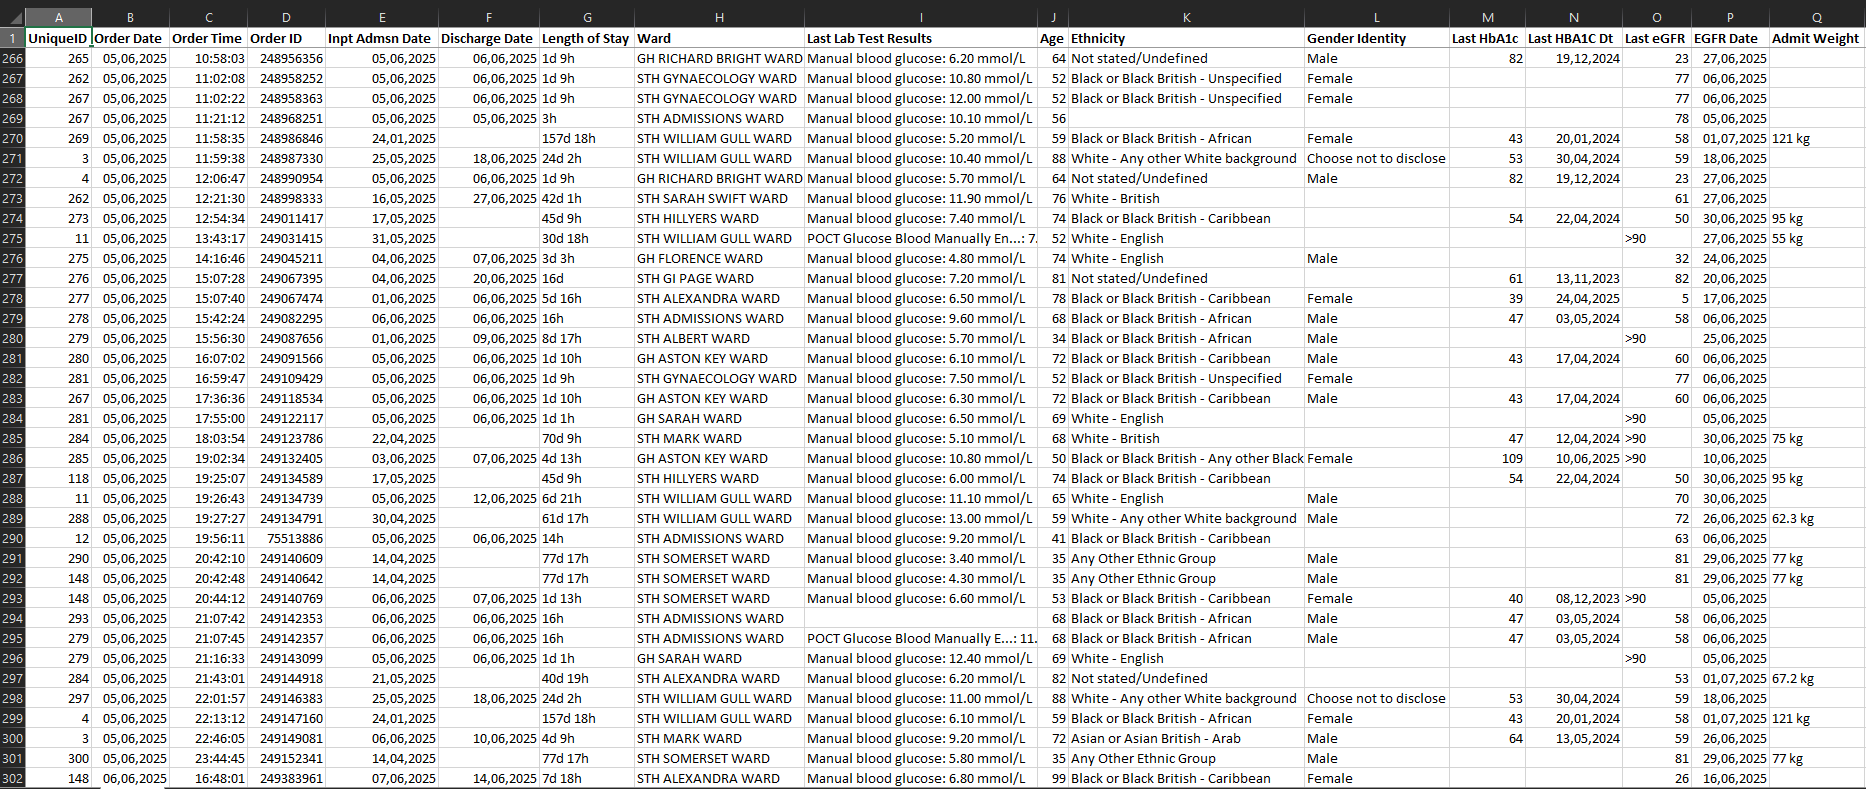 A B C D E F G H I J K L M N O P Q
1 UniqueID Order Date Order Time Order ID Inpt Admsn Date Discharge Date Length of Stay Ward Last Lab Test Results Age Ethnicity Gender Identity Last HbA1c Last HBA1C Dt Last eGFR EGFR Date Admit Weight
266 265 05,06,2025 10:58:03 248956356 05,06,2025 06,06,2025 1d 9h GH RICHARD BRIGHT WARD Manual blood glucose: 6.20 mmol/L 64 Not stated/Undefined Male 82 19,12,2024 23 27,06,2025
267 262 05,06,2025 11:02:08 248958252 05,06,2025 06,06,2025 1d 9h STH GYNAECOLOGY WARD Manual blood glucose: 10.80 mmol/L 52 Black or Black British - Unspecified Female 77 06,06,2025
268 267 05,06,2025 11:02:22 248958363 05,06,2025 06,06,2025 1d 9h STH GYNAECOLOGY WARD Manual blood glucose: 12.00 mmol/L 52 Black or Black British - Unspecified Female 77 06,06,2025
269 267 05,06,2025 11:21:12 248968251 05,06,2025 05,06,2025 3h STH ADMISSIONS WARD Manual blood glucose: 10.10 mmol/L 56 78 05,06,2025
270 269 05,06,2025 11:58:35 248986846 24,01,2025 157d 18h STH WILLIAM GULL WARD Manual blood glucose: 5.20 mmol/L 59 Black or Black British - African Female 43 20,01,2024 58 01,07,2025 121 kg
271 3 05,06,2025 11:59:38 248987330 25,05,2025 18,06,2025 24d 2h STH WILLIAM GULL WARD Manual blood glucose: 10.40 mmol/L 88 White - Any other White background Choose not to disclose 53 30,04,2024 59 18,06,2025
272 4 05,06,2025 12:06:47 248990954 05,06,2025 06,06,2025 1d 9h GH RICHARD BRIGHT WARD Manual blood glucose: 5.70 mmol/L 64 Not stated/Undefined Male 82 19,12,2024 23 27,06,2025
273 262 05,06,2025 12:21:30 248998333 16,05,2025 27,06,2025 42d 1h STH SARAH SWIFT WARD Manual blood glucose: 11.90 mmol/L 76 White - British 61 27,06,2025
274 273 05,06,2025 12:54:34 249011417 17,05,2025 45d 9h STH HILLYERS WARD Manual blood glucose: 7.40 mmol/L 74 Black or Black British - Caribbean 54 22,04,2024 50 30,06,2025 95 kg
275 11 05,06,2025 13:43:17 249031415 31,05,2025 30d 18h STH WILLIAM GULL WARD POCT Glucose Blood Manually En...: 7. 52 White - English >90 27,06,2025 55 kg
276 275 05,06,2025 14:16:46 249045211 04,06,2025 07,06,2025 3d 3h GH FLORENCE WARD Manual blood glucose: 4.80 mmol/L 74 White - English Male 32 24,06,2025
277 276 05,06,2025 15:07:28 249067395 04,06,2025 20,06,2025 16d STH GI PAGE WARD Manual blood glucose: 7.20 mmol/L 81 Not stated/Undefined 61 13,11,2023 82 20,06,2025
278 277 05,06,2025 15:07:40 249067474 01,06,2025 06,06,2025 5d 16h STH ALEXANDRA WARD Manual blood glucose: 6.50 mmol/L 78 Black or Black British - Caribbean Female 39 24,04,2025 5 17,06,2025
279 278 05,06,2025 15:42:24 249082295 06,06,2025 06,06,2025 16h STH ADMISSIONS WARD Manual blood glucose: 9.60 mmol/L 68 Black or Black British - African Male 47 03,05,2024 58 06,06,2025
280 279 05,06,2025 15:56:30 249087656 01,06,2025 09,06,2025 8d 17h STH ALBERT WARD Manual blood glucose: 5.70 mmol/L 34 Black or Black British - African Male >90 25,06,2025
281 280 05,06,2025 16:07:02 249091566 05,06,2025 06,06,2025 1d 10h GH ASTON KEY WARD Manual blood glucose: 6.10 mmol/L 72 Black or Black British - Caribbean Male 43 17,04,2024 60 06,06,2025
282 281 05,06,2025 16:59:47 249109429 05,06,2025 06,06,2025 1d 9h STH GYNAECOLOGY WARD Manual blood glucose: 7.50 mmol/L 52 Black or Black British - Unspecified Female 77 06,06,2025
283 267 05,06,2025 17:36:36 249118534 05,06,2025 06,06,2025 1d 10h GH ASTON KEY WARD Manual blood glucose: 6.30 mmol/L 72 Black or Black British - Caribbean Male 43 17,04,2024 60 06,06,2025
284 281 05,06,2025 17:55:00 249122117 05,06,2025 06,06,2025 1d 1h GH SARAH WARD Manual blood glucose: 6.50 mmol/L 69 White - English >90 05,06,2025
285 284 05,06,2025 18:03:54 249123786 22,04,2025 70d 9h STH MARK WARD Manual blood glucose: 5.10 mmol/L 68 White - British 47 12,04,2024 >90 30,06,2025 75 kg
286 285 05,06,2025 19:02:34 249132405 03,06,2025 07,06,2025 4d 13h GH ASTON KEY WARD Manual blood glucose: 10.80 mmol/L 50 Black or Black British - Any other Black Female 109 10,06,2025 >90 10,06,2025
287 118 05,06,2025 19:25:07 249134589 17,05,2025 45d 9h STH HILLYERS WARD Manual blood glucose: 6.00 mmol/L 74 Black or Black British - Caribbean 54 22,04,2024 50 30,06,2025 95 kg
288 11 05,06,2025 19:26:43 249134739 05,06,2025 12,06,2025 6d 21h STH WILLIAM GULL WARD Manual blood glucose: 11.10 mmol/L 65 White - English Male 70 30,06,2025
289 288 05,06,2025 19:27:27 249134791 30,04,2025 61d 17h STH WILLIAM GULL WARD Manual blood glucose: 13.00 mmol/L 59 White - Any other White background Male 72 26,06,2025 62.3 kg
290 12 05,06,2025 19:56:11 75513886 05,06,2025 06,06,2025 14h STH ADMISSIONS WARD Manual blood glucose: 9.20 mmol/L 41 Black or Black British - Caribbean 63 06,06,2025
291 290 05,06,2025 20:42:10 249140609 14,04,2025 77d 17h STH SOMERSET WARD Manual blood glucose: 3.40 mmol/L 35 Any Other Ethnic Group Male 81 29,06,2025 77 kg
292 148 05,06,2025 20:42:48 249140642 14,04,2025 77d 17h STH SOMERSET WARD Manual blood glucose: 4.30 mmol/L 35 Any Other Ethnic Group Male 81 29,06,2025 77 kg
293 148 05,06,2025 20:44:12 249140769 06,06,2025 07,06,2025 1d 13h STH SOMERSET WARD Manual blood glucose: 6.60 mmol/L 53 Black or Black British - Caribbean Female 40 08,12,2023 >90 05,06,2025
294 293 05,06,2025 21:07:42 249142353 06,06,2025 06,06,2025 16h STH ADMISSIONS WARD 68 Black or Black British - African Male 47 03,05,2024 58 06,06,2025
295 279 05,06,2025 21:07:45 249142357 06,06,2025 06,06,2025 16h STH ADMISSIONS WARD POCT Glucose Blood Manually E...: 11. 68 Black or Black British - African Male 47 03,05,2024 58 06,06,2025
296 279 05,06,2025 21:16:33 249143099 05,06,2025 06,06,2025 1d 1h GH SARAH WARD Manual blood glucose: 12.40 mmol/L 69 White - English >90 05,06,2025
297 284 05,06,2025 21:43:01 249144918 21,05,2025 40d 19h STH ALEXANDRA WARD Manual blood glucose: 6.20 mmol/L 82 Not stated/Undefined 53 01,07,2025 67.2 kg
298 297 05,06,2025 22:01:57 249146383 25,05,2025 18,06,2025 24d 2h STH WILLIAM GULL WARD Manual blood glucose: 11.00 mmol/L 88 White - Any other White background Choose not to disclose 53 30,04,2024 59 18,06,2025
299 4 05,06,2025 22:13:12 249147160 24,01,2025 157d 18h STH WILLIAM GULL WARD Manual blood glucose: 6.10 mmol/L 59 Black or Black British - African Female 43 20,01,2024 58 01,07,2025 121 kg
300 3 05,06,2025 22:46:05 249149081 06,06,2025 10,06,2025 4d 9h STH MARK WARD Manual blood glucose: 9.20 mmol/L 72 Asian or Asian British - Arab Male 64 13,05,2024 59 26,06,2025
301 300 05,06,2025 23:44:45 249152341 14,04,2025 77d 17h STH SOMERSET WARD Manual blood glucose: 5.80 mmol/L 35 Any Other Ethnic Group Male 81 29,06,2025 77 kg
302 148 06,06,2025 16:48:01 249383961 07,06,2025 14,06,2025 7d 18h STH ALEXANDRA WARD Manual blood glucose: 6.80 mmol/L 99 Black or Black British - Caribbean Female 26 16,06,2025